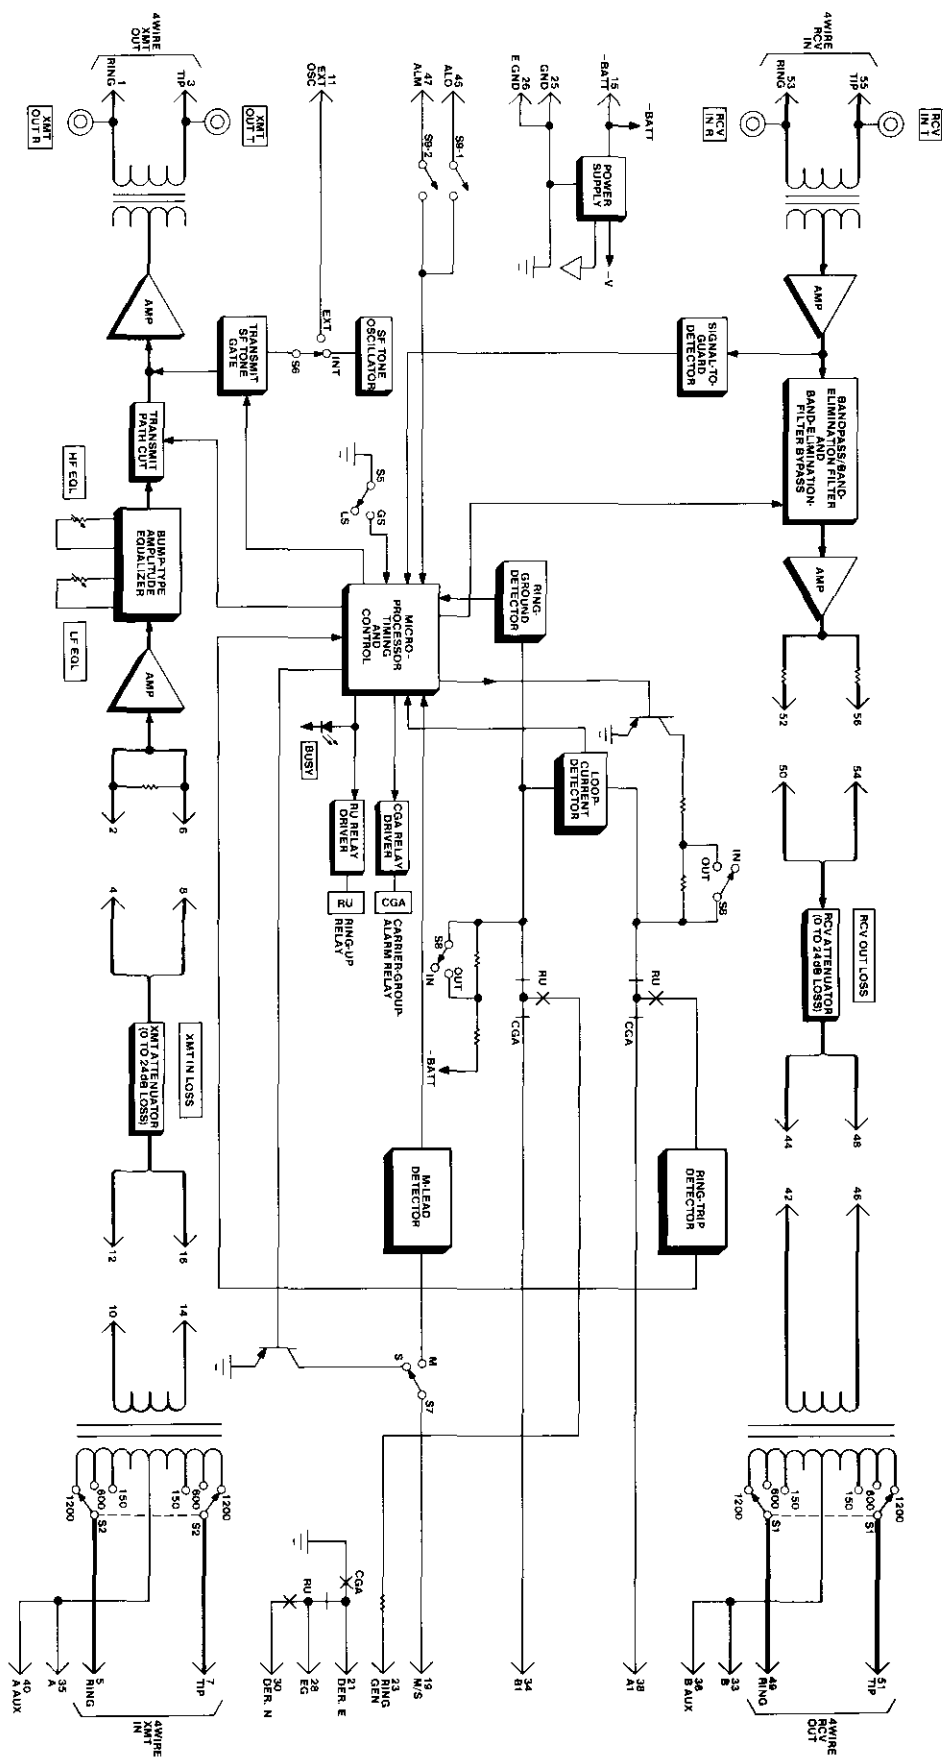 4WIRE
RCV
IN
TIP
55
RING
53
RCV
IN T
RCV
IN R
AMP
SIGNAL-TO-
GUARD
DETECTOR
BANDPASS/BAND-
ELIMINATION FILTER
AND
BAND-ELIMINATION-
FILTER BYPASS
AMP
56
52
54
50
RCV OUT LOSS
RCV ATTENUATOR
(0 TO 24dB LOSS)
48
44
46
42
1200
600
150
150
600
1200
S1
S1
51
TIP
49
RING
4WIRE
RCV
OUT
33
B
36
B AUX
-BATT
15
-BATT
25
GND
26
E GND
POWER
SUPPLY
-V
45
ALO
47
ALM
S9-1
S9-2
RING-
GROUND
DETECTOR
LOOP-
CURRENT
DETECTOR
IN
OUT
S8
RU
CGA
RING-TRIP
DETECTOR
38
A1
RU
CGA
34
B1
S8
OUT
IN
-BATT
11
EXT
OSC
EXT
INT
S6
SF TONE
OSCILLATOR
TRANSMIT
SF TONE
GATE
S5
GS
LS
MICRO-
PROCESSOR
TIMING
AND
CONTROL
BUSY
CGA RELAY
DRIVER
CGA
CARRIER-GROUP-
ALARM RELAY
RU RELAY
DRIVER
RU
RING-UP
RELAY
M-LEAD
DETECTOR
M
S
S7
19
M/S
23
RING
GEN
CGA
RU
21
DER. E
28
EG
30
DER. N
4WIRE
XMT
OUT
3
TIP
1
RING
XMT
OUT T
XMT
OUT R
AMP
TRANSMIT
PATH CUT
HF EQL
BUMP-TYPE
AMPLITUDE
EQUALIZER
LF EQL
AMP
6
2
8
4
XMT IN LOSS
XMT ATTENUATOR
(0 TO 24dB LOSS)
16
12
14
10
1200
600
150
150
600
1200
S2
S2
7
TIP
5
RING
4WIRE
XMT
IN
35
A
40
A AUX